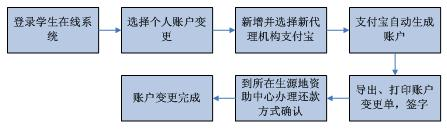 登录学生在线系
统
选择个人账户变
更
新增并选择新代
理机构支付宝
支付宝自动生成
账户
导出、打印账户
变更单，签字
到所在生源地资
助中心办理还款
方式确认
账户变更完成